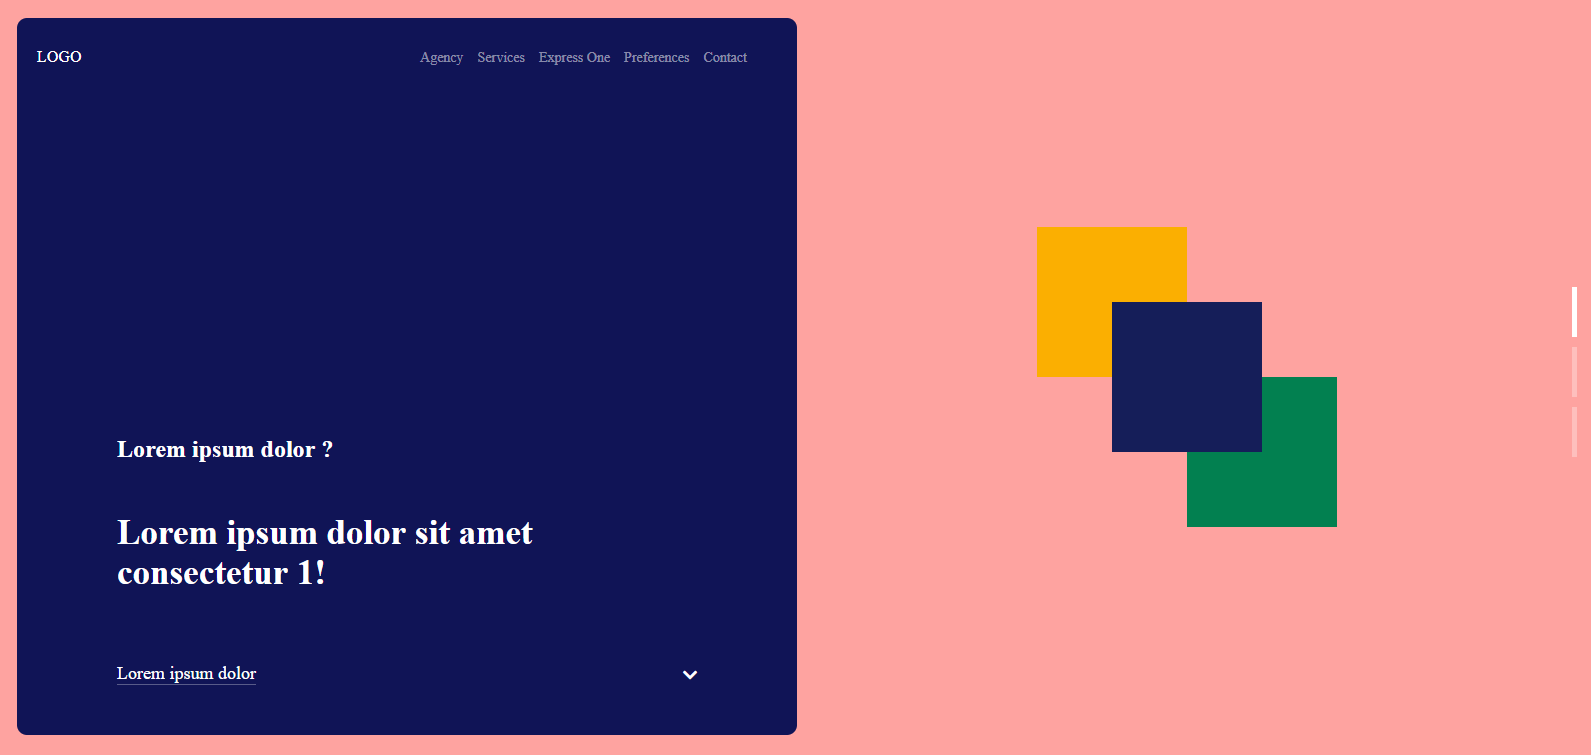 LOGO
Agency Services Express One Preferences Contact
Lorem ipsum dolor ?
Lorem ipsum dolor sit amet
consectetur 1!
Lorem ipsum dolor